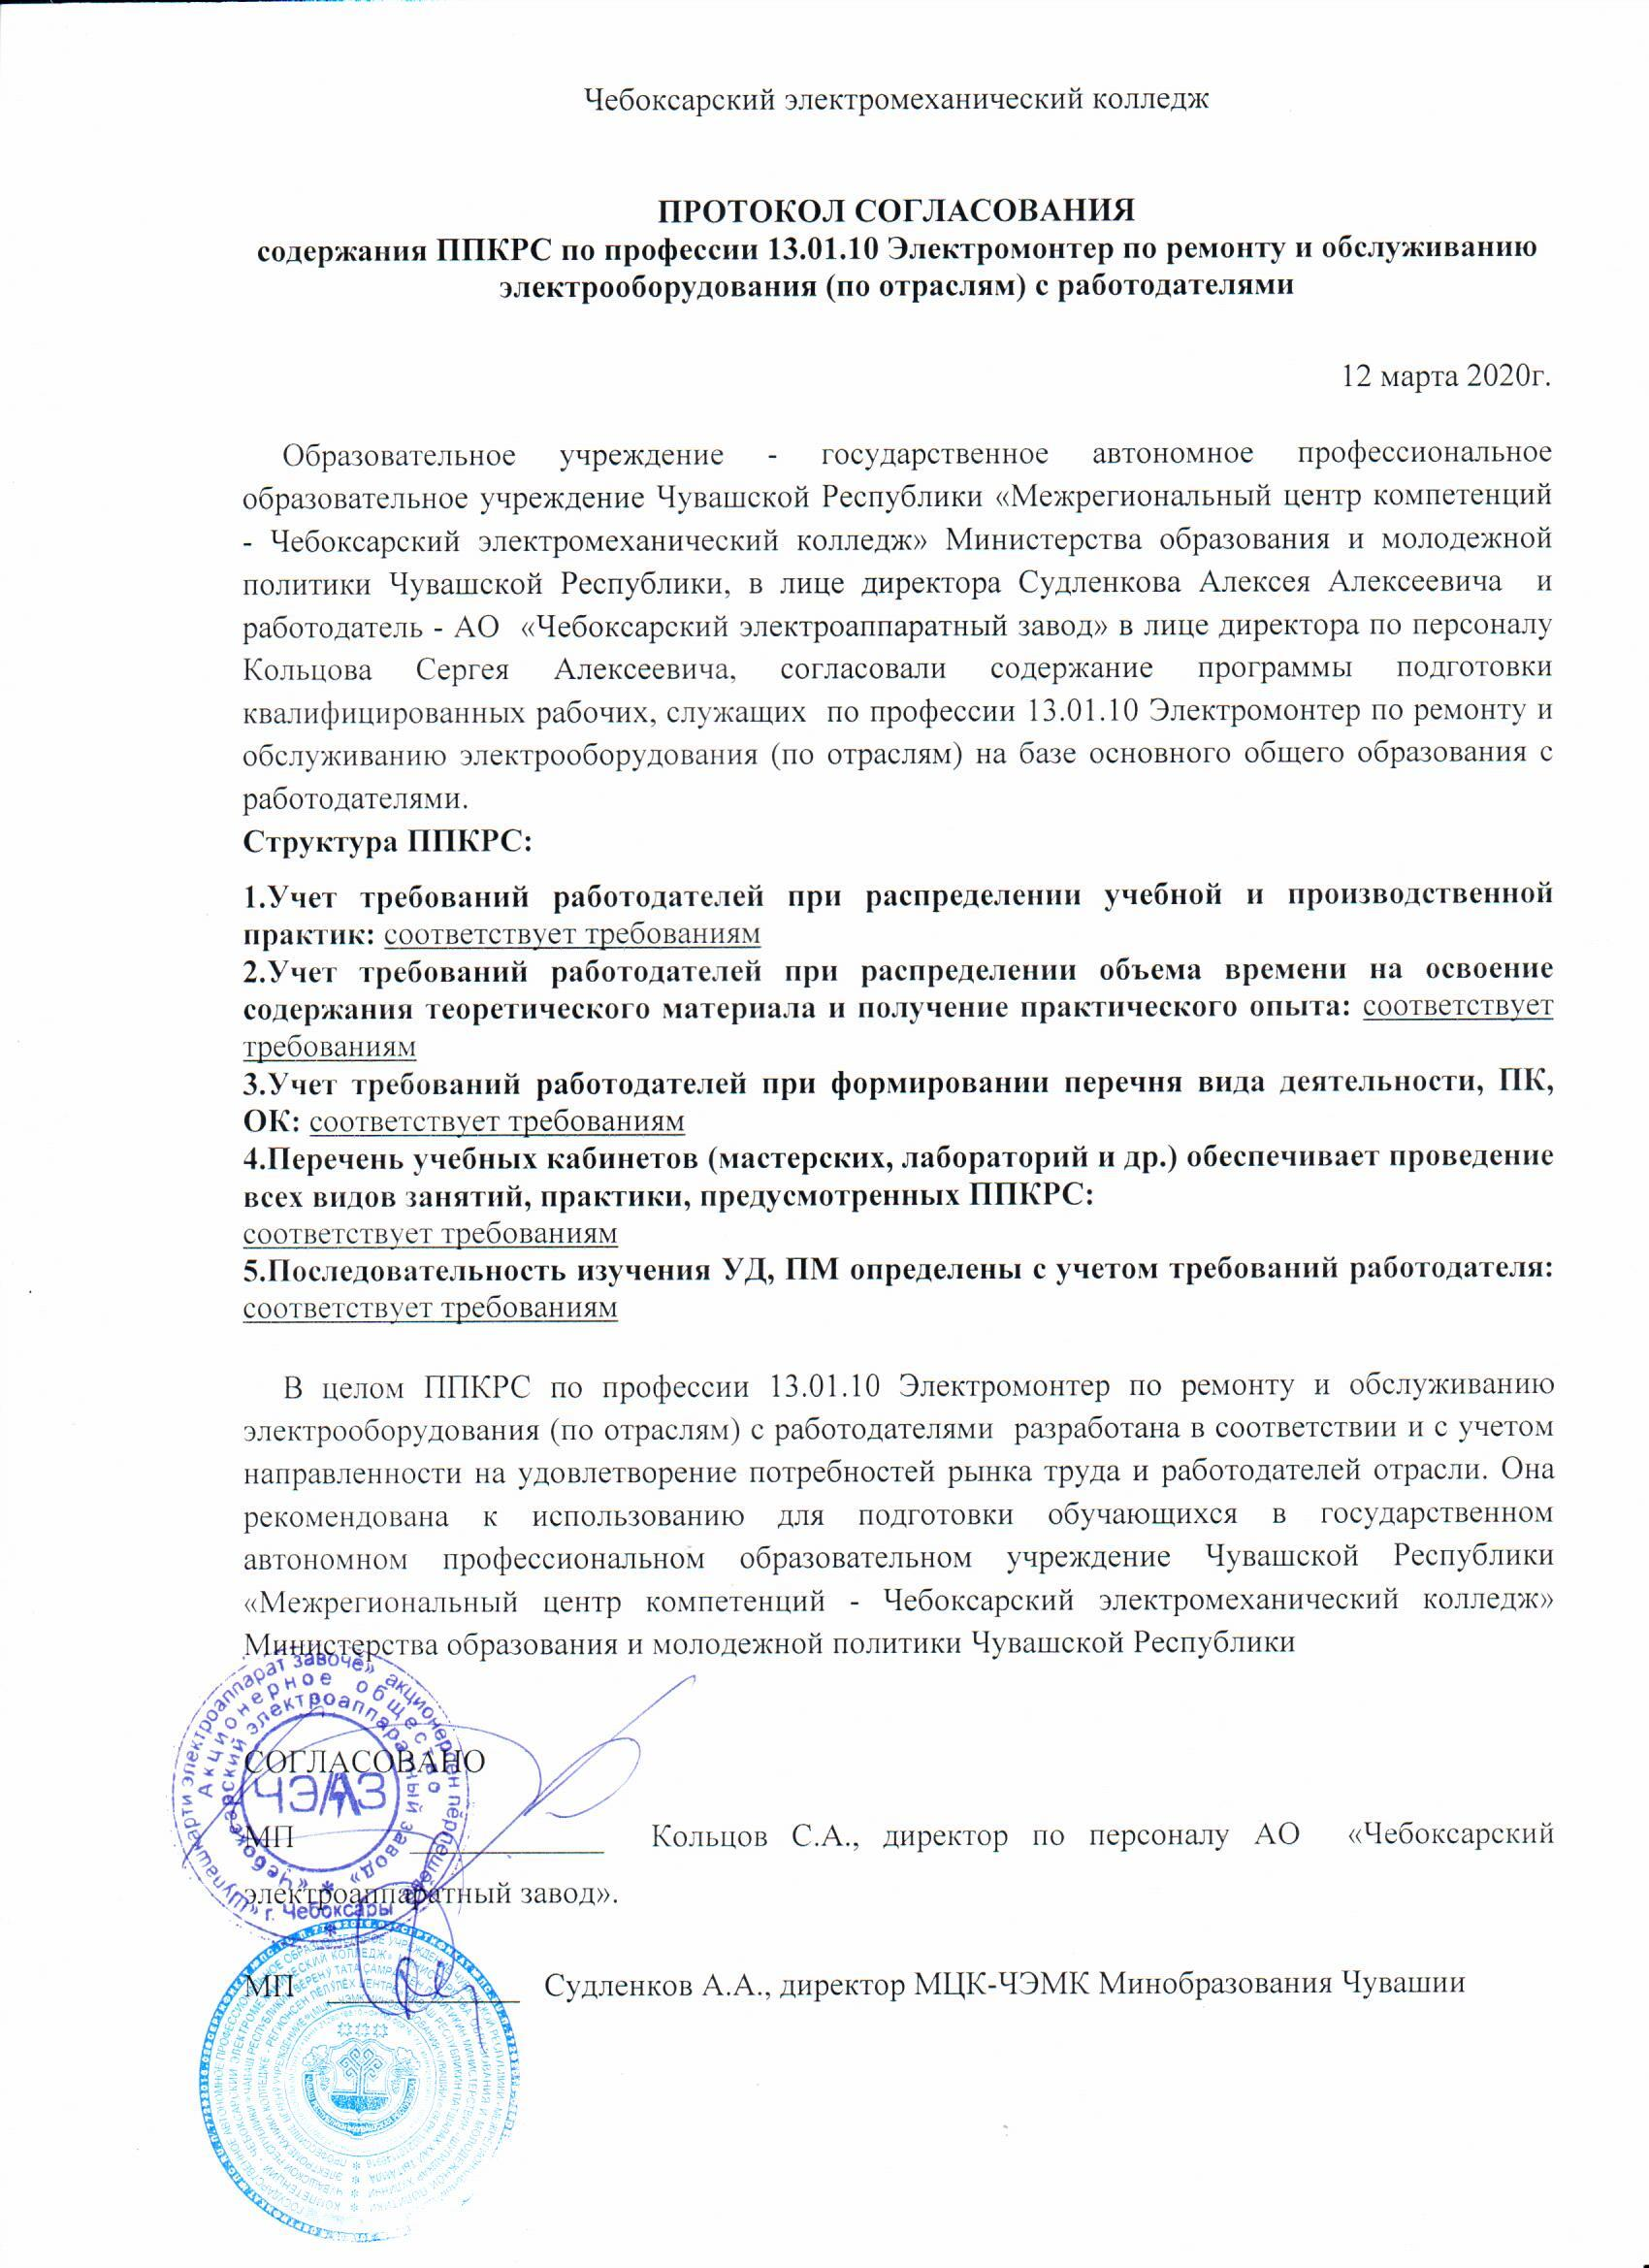 Чебоксарский электромеханический колледж
ПРОТОКОЛ СОГЛАСОВАНИЯ
содержания ППКРС по профессии 13.01.10 Электромонтер по ремонту и обслуживанию
электрооборудования (по отраслям) с работодателями
12 марта 2020г.
Образовательное учреждение - государственное автономное профессиональное
образовательное учреждение Чувашской Республики «Межрегиональный центр компетенций
- Чебоксарский электромеханический колледж» Министерства образования и молодежной
политики Чувашской Республики, в лице директора Судленкова Алексея Алексеевича и
работодатель - АО «Чебоксарский электроаппаратный завод» в лице директора по персоналу
Кольцова Сергея Алексеевича, согласовали содержание программы подготовки
квалифицированных рабочих, служащих по профессии 13.01.10 Электромонтер по ремонту и
обслуживанию электрооборудования (по отраслям) на базе основного общего образования с
работодателями.
Структура ППКРС:
1.Учет требований работодателей при распределении учебной и производственной
практик: соответствует требованиям
2.Учет требований работодателей при распределении объема времени на освоение
содержания теоретического материала и получение практического опыта: соответствует
требованиям
3.Учет требований работодателей при формировании перечня вида деятельности, ПК,
ОК: соответствует требованиям
4.Перечень учебных кабинетов (мастерских, лабораторий и др.) обеспечивает проведение
всех видов занятий, практики, предусмотренных ППКРС:
соответствует требованиям
5.Последовательность изучения УД, ПМ определены с учетом требований работодателя:
соответствует требованиям
В целом ППКРС по профессии 13.01.10 Электромонтер по ремонту и обслуживанию
электрооборудования (по отраслям) с работодателями разработана в соответствии и с учетом
направленности на удовлетворение потребностей рынка труда и работодателей отрасли. Она
рекомендована к использованию для подготовки обучающихся в государственном
автономном профессиональном образовательном учреждение Чувашской Республики
«Межрегиональный центр компетенций - Чебоксарский электромеханический колледж»
Министерства образования и молодежной политики Чувашской Республики
СОГЛАСОВАНО
МП ____________ Кольцов С.А., директор по персоналу АО «Чебоксарский
электроаппаратный завод».
МП ____________ Судленков А.А., директор МЦК-ЧЭМК Минобразования Чувашии
Акционерное общество
«Чебоксарский электроаппаратный завод»
ЧЭАЗ
г. Чебоксары